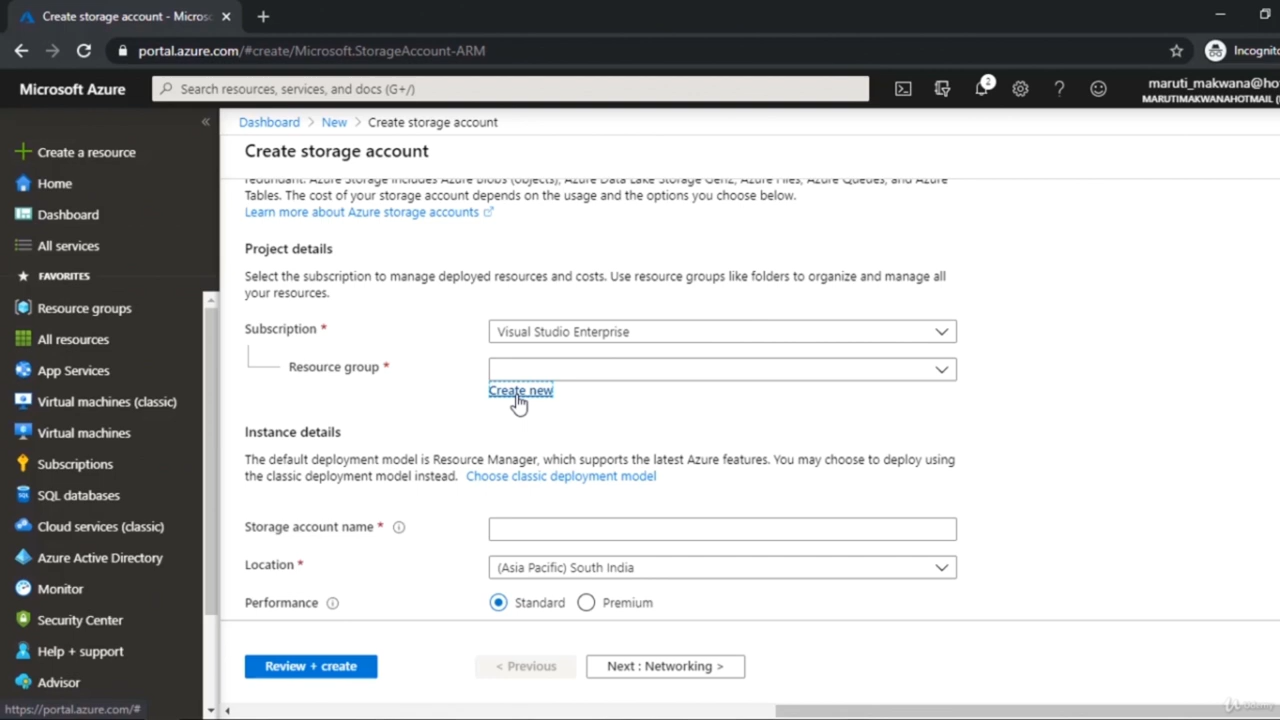 Create storage account - Micros
portal.azure.com/#create/Microsoft.StorageAccount-ARM
Incognito
Microsoft Azure
Search resources, services, and docs (G+/)
2
maruti_makwana@ho
MARUTIMAKWANAHOTMAIL (
«
Dashboard > New > Create storage account
Create storage account
Create a resource
Home
Dashboard
All services
FAVORITES
Resource groups
All resources
App Services
Virtual machines (classic)
Virtual machines
Subscriptions
SQL databases
Cloud services (classic)
Azure Active Directory
Monitor
Security Center
Help + support
Advisor
https://portal.azure.com/#
redundant. Azure Storage includes Azure Blobs (objects), Azure Data Lake Storage Gen2, Azure Files, Azure Queues, and Azure
Tables. The cost of your storage account depends on the usage and the options you choose below.
Learn more about Azure storage accounts
Project details
Select the subscription to manage deployed resources and costs. Use resource groups like folders to organize and manage all
your resources.
Subscription *
Visual Studio Enterprise
Resource group *
Create new
Instance details
The default deployment model is Resource Manager, which supports the latest Azure features. You may choose to deploy using
the classic deployment model instead. Choose classic deployment model
Storage account name *
Location *
(Asia Pacific) South India
Performance
Standard Premium
Review + create
< Previous
Next : Networking >
Udemy